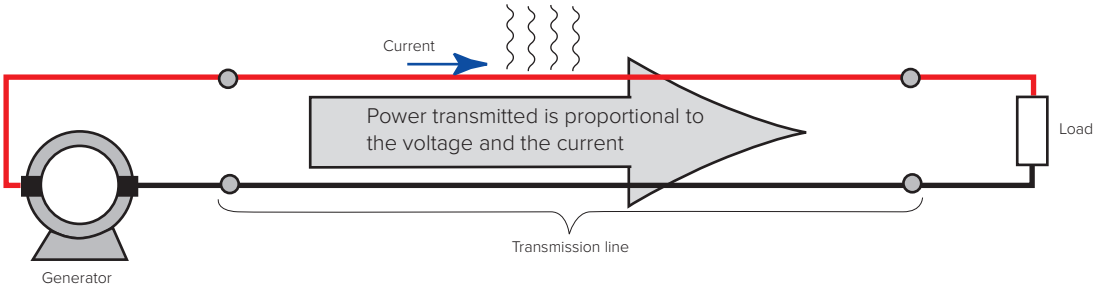 Current
Power transmitted is proportional to
the voltage and the current
Load
Transmission line
Generator